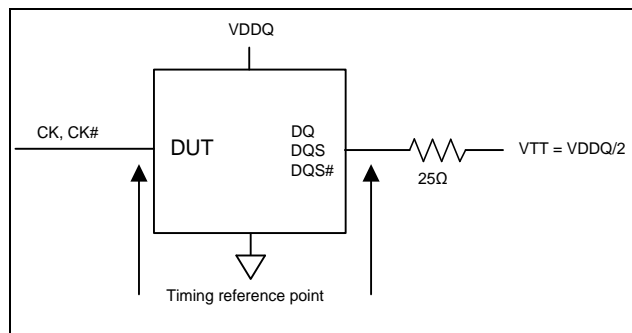 VDDQ
CK, CK#
DUT
DQ
DQS
DQS#
VTT = VDDQ/2
25Ω
Timing reference point